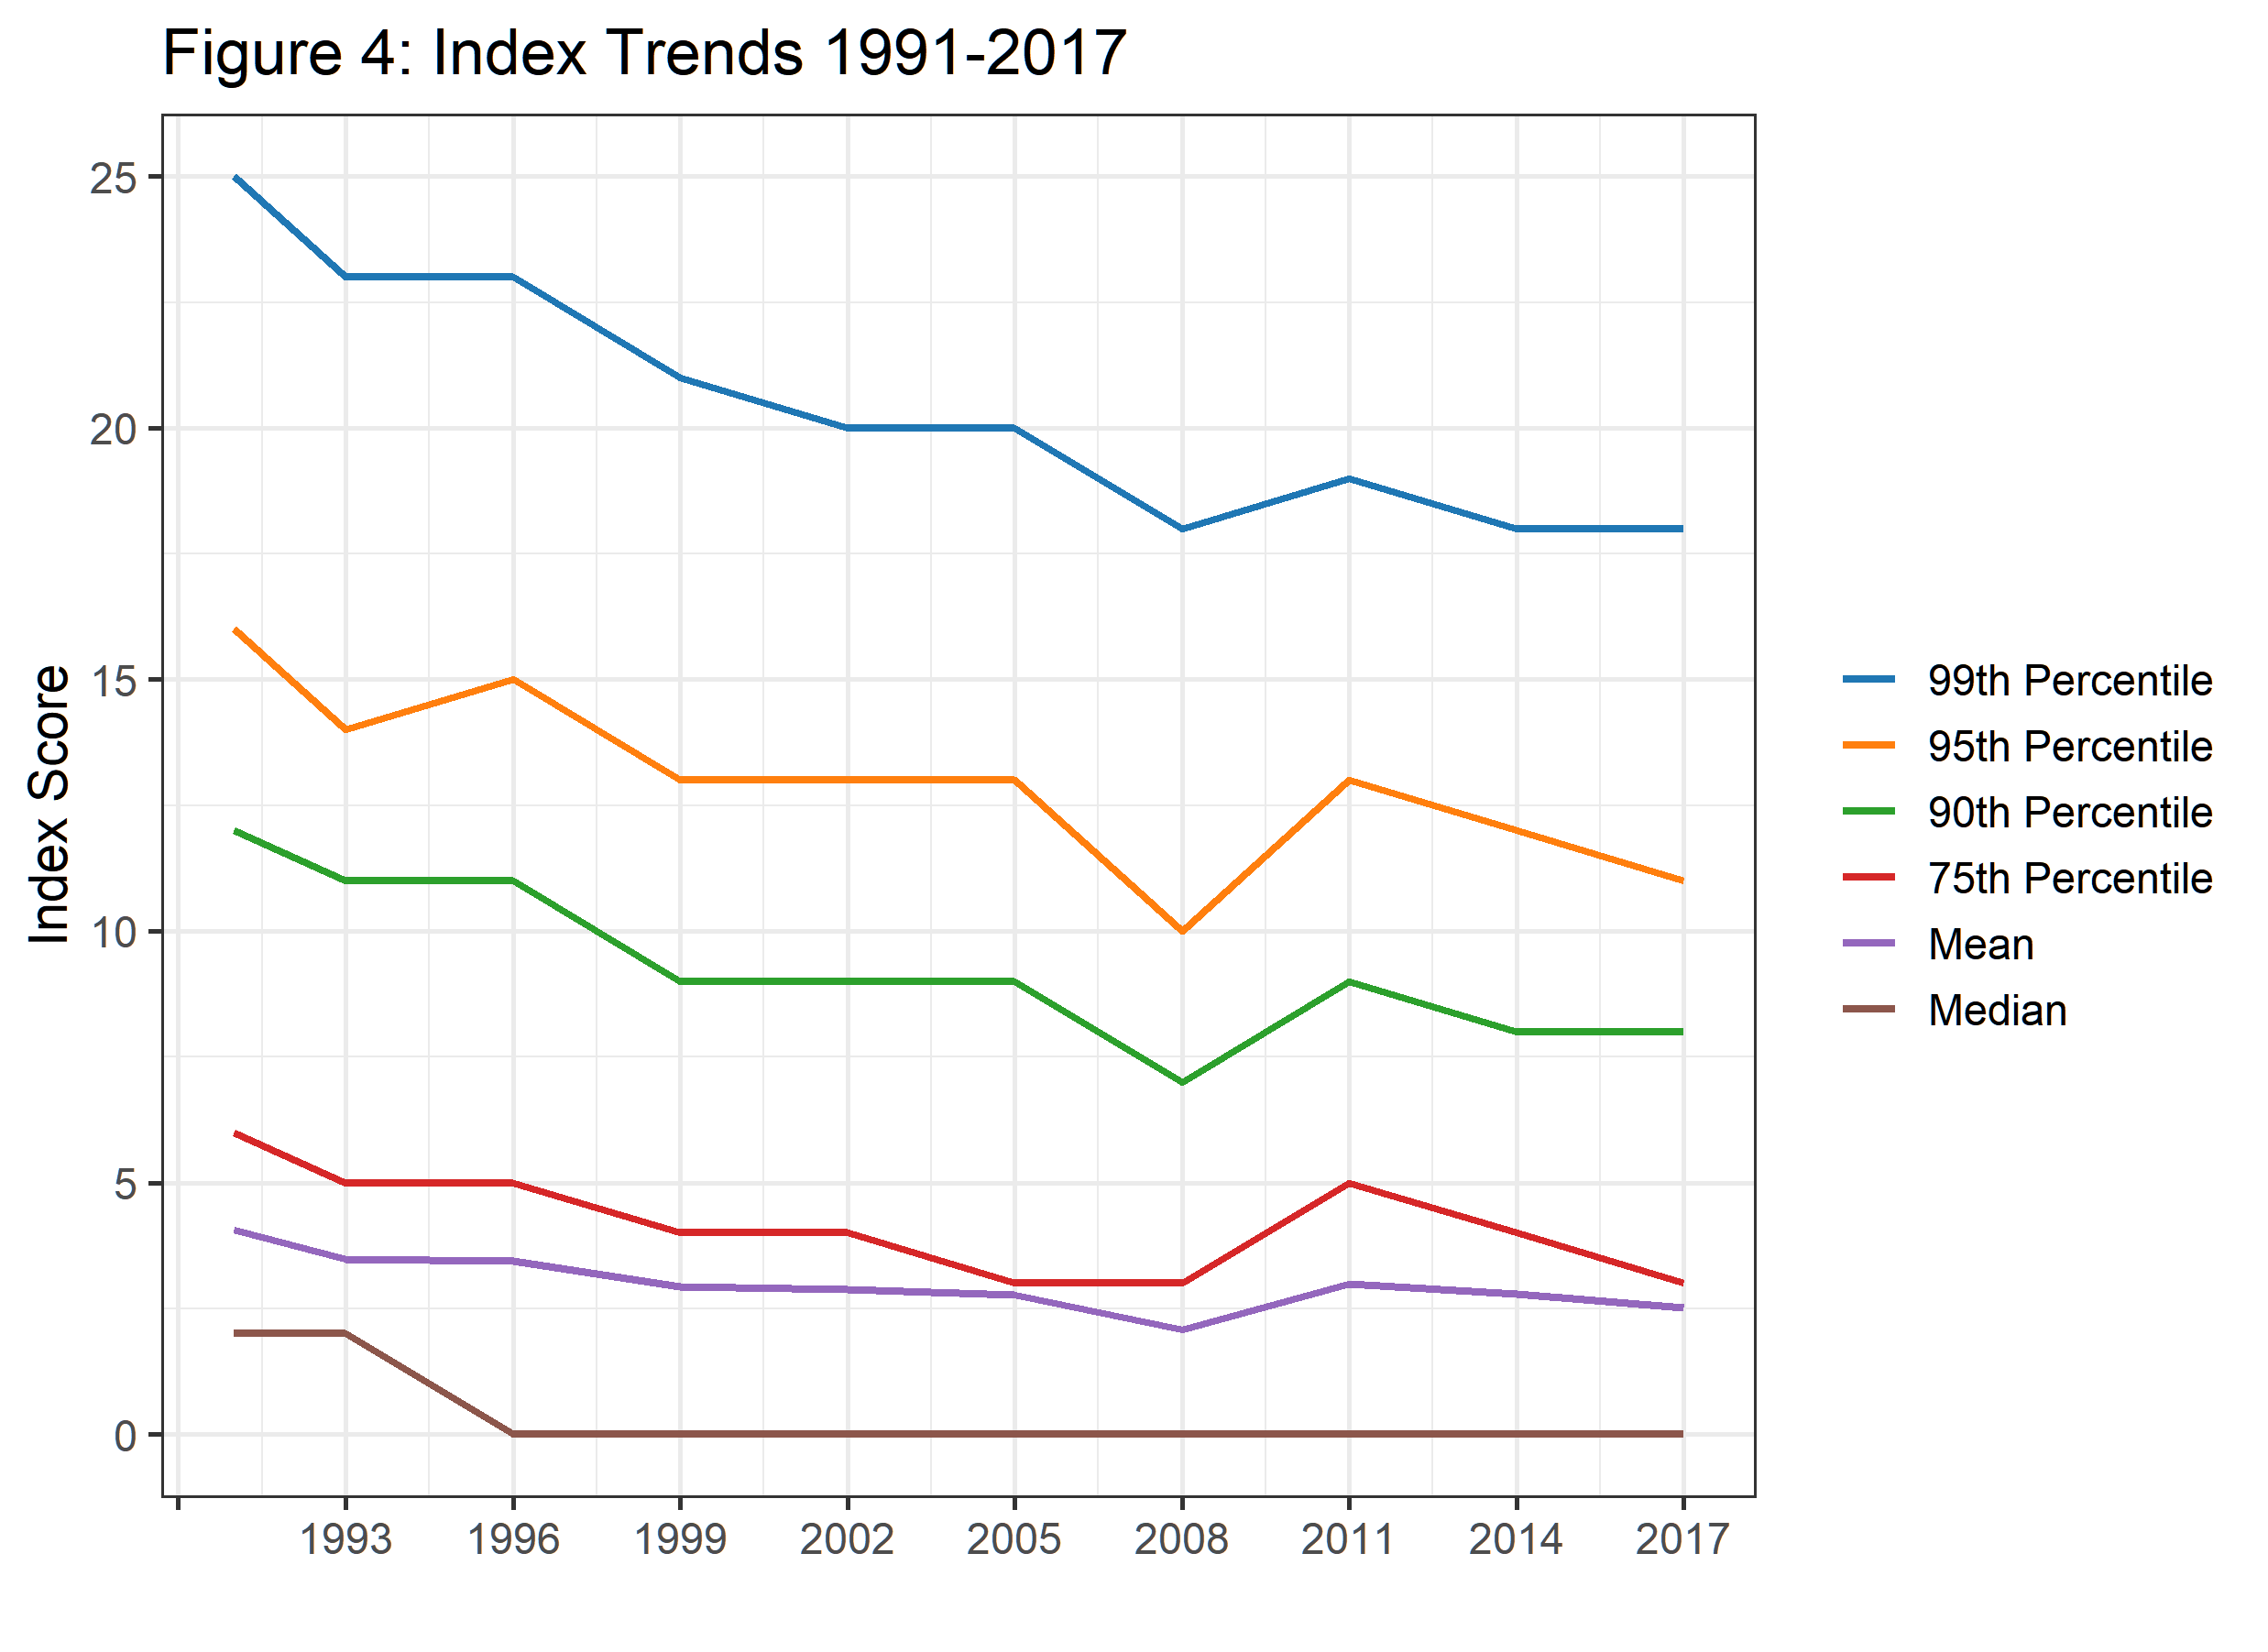 Figure 4: Index Trends 1991-2017
25
20
15
10
5
0
Index Score
1993 1996 1999 2002 2005 2008 2011 2014 2017
99th Percentile
95th Percentile
90th Percentile
75th Percentile
Mean
Median